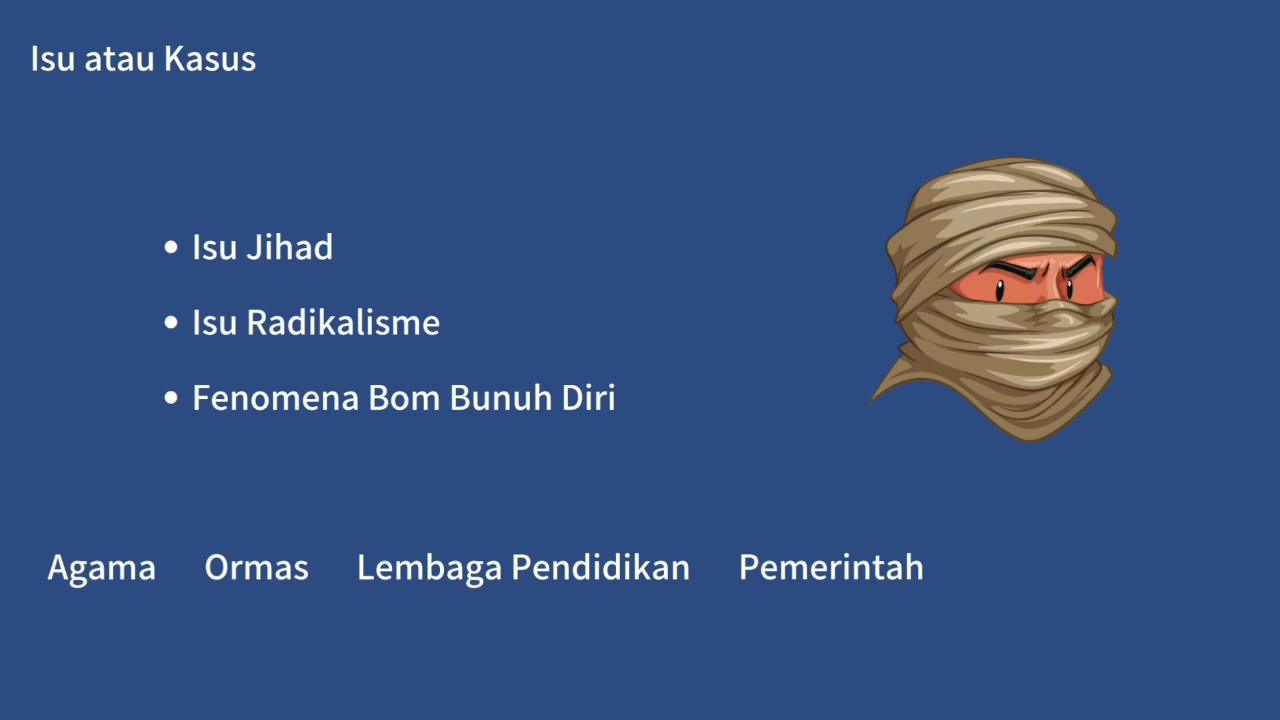 Isu atau Kasus
• Isu Jihad
• Isu Radikalisme
• Fenomena Bom Bunuh Diri
Agama Ormas Lembaga Pendidikan Pemerintah